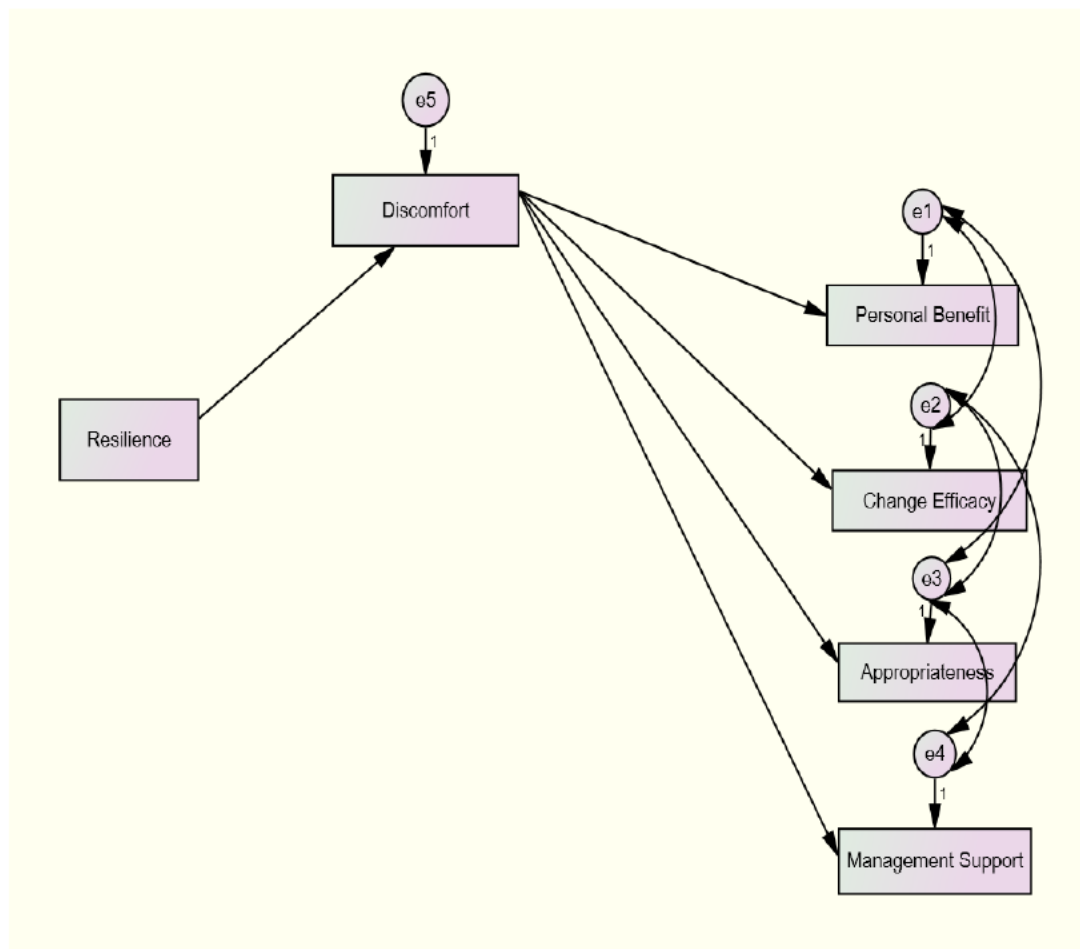 e5
1
Discomfort
e1
1
Personal Benefit
e2
1
Change Efficacy
Resilience
e3
1
Appropriateness
e4
1
Management Support